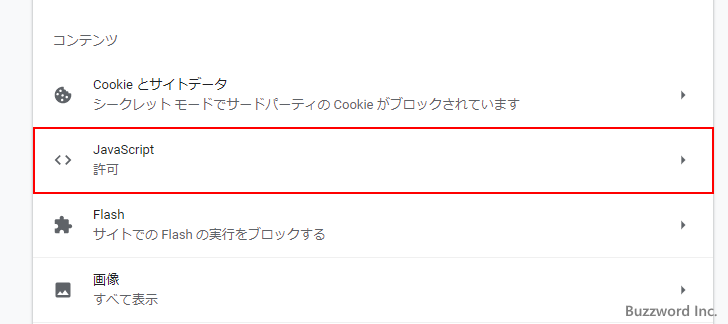 コンテンツ
Cookie とサイトデータ
シークレット モードでサードパーティの Cookie がブロックされています
JavaScript
許可
Flash
サイトでの Flash の実行をブロックする
画像
すべて表示
Buzzword Inc.